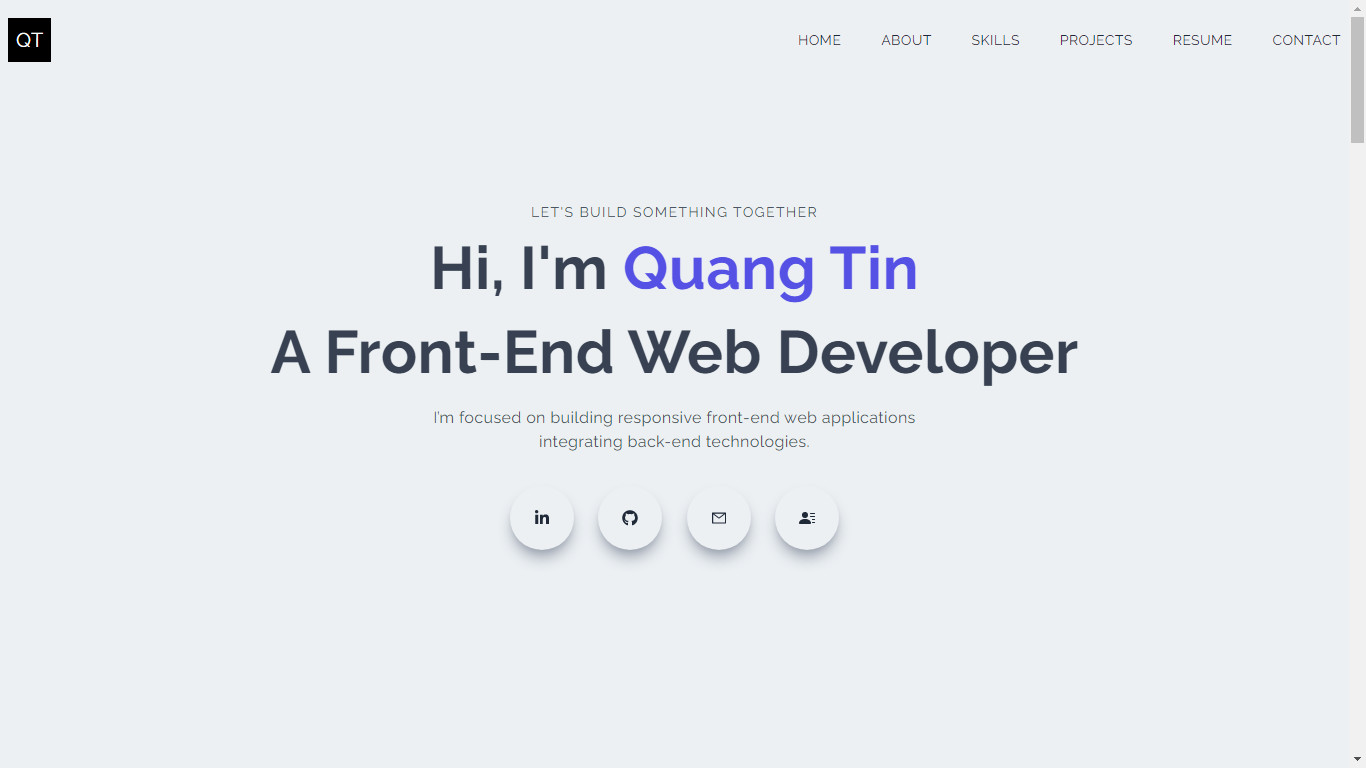 QT
HOME ABOUT SKILLS PROJECTS RESUME CONTACT
LET'S BUILD SOMETHING TOGETHER
Hi, I'm Quang Tin
A Front-End Web Developer
I'm focused on building responsive front-end web applications
integrating back-end technologies.
in